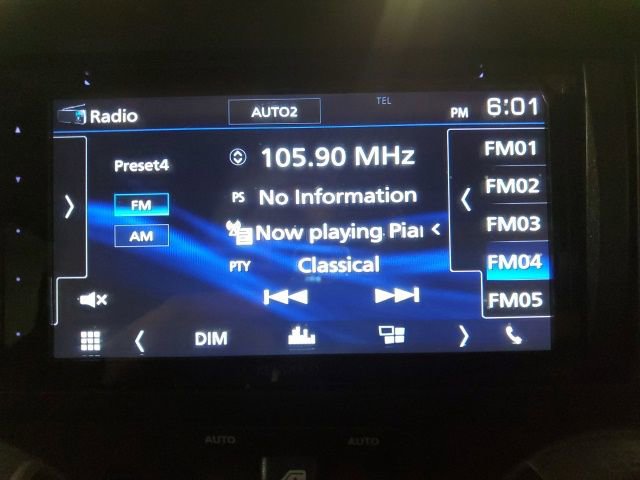 Radio
AUTO2
TEL
PM 6:01
Preset4
105.90 MHz
FM01
PS No Information
FM02
FM
Now playing Piar
FM03
AM
PTY Classical
FM04
FM05
DIM
AUTO AUTO